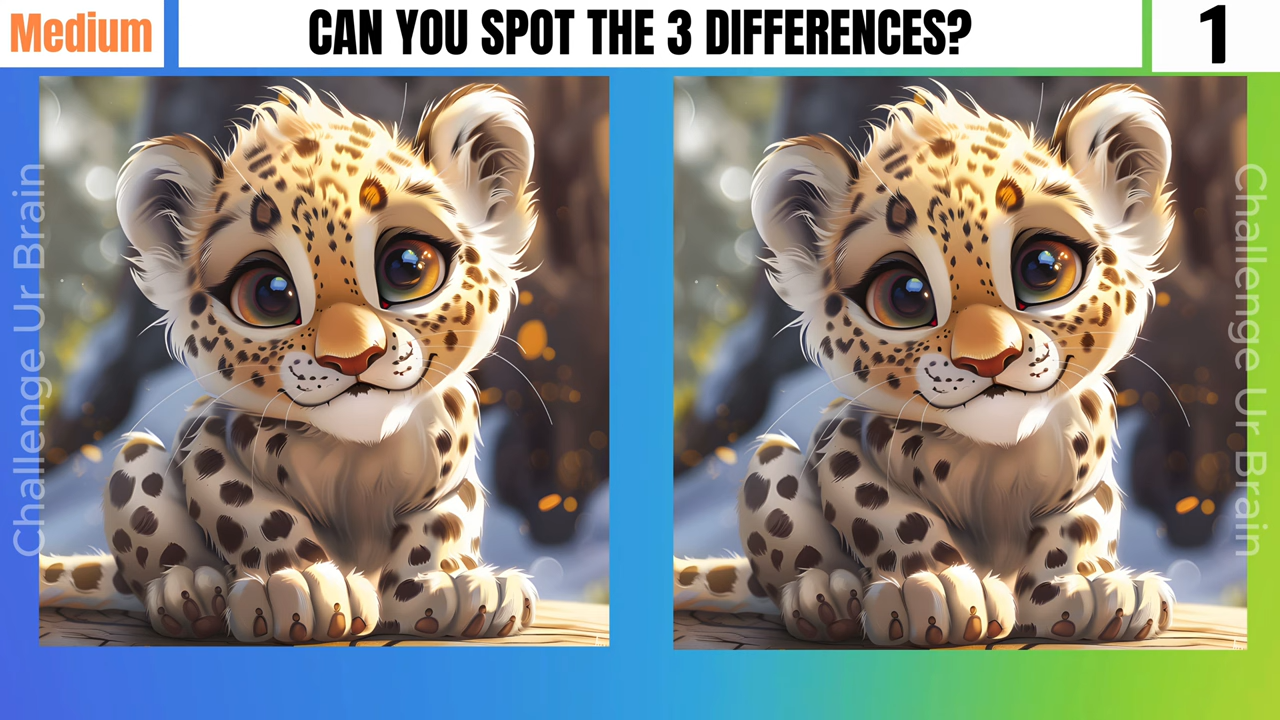 Medium
CAN YOU SPOT THE 3 DIFFERENCES?
1
Challenge Ur Brain
Challenge Ur Brain